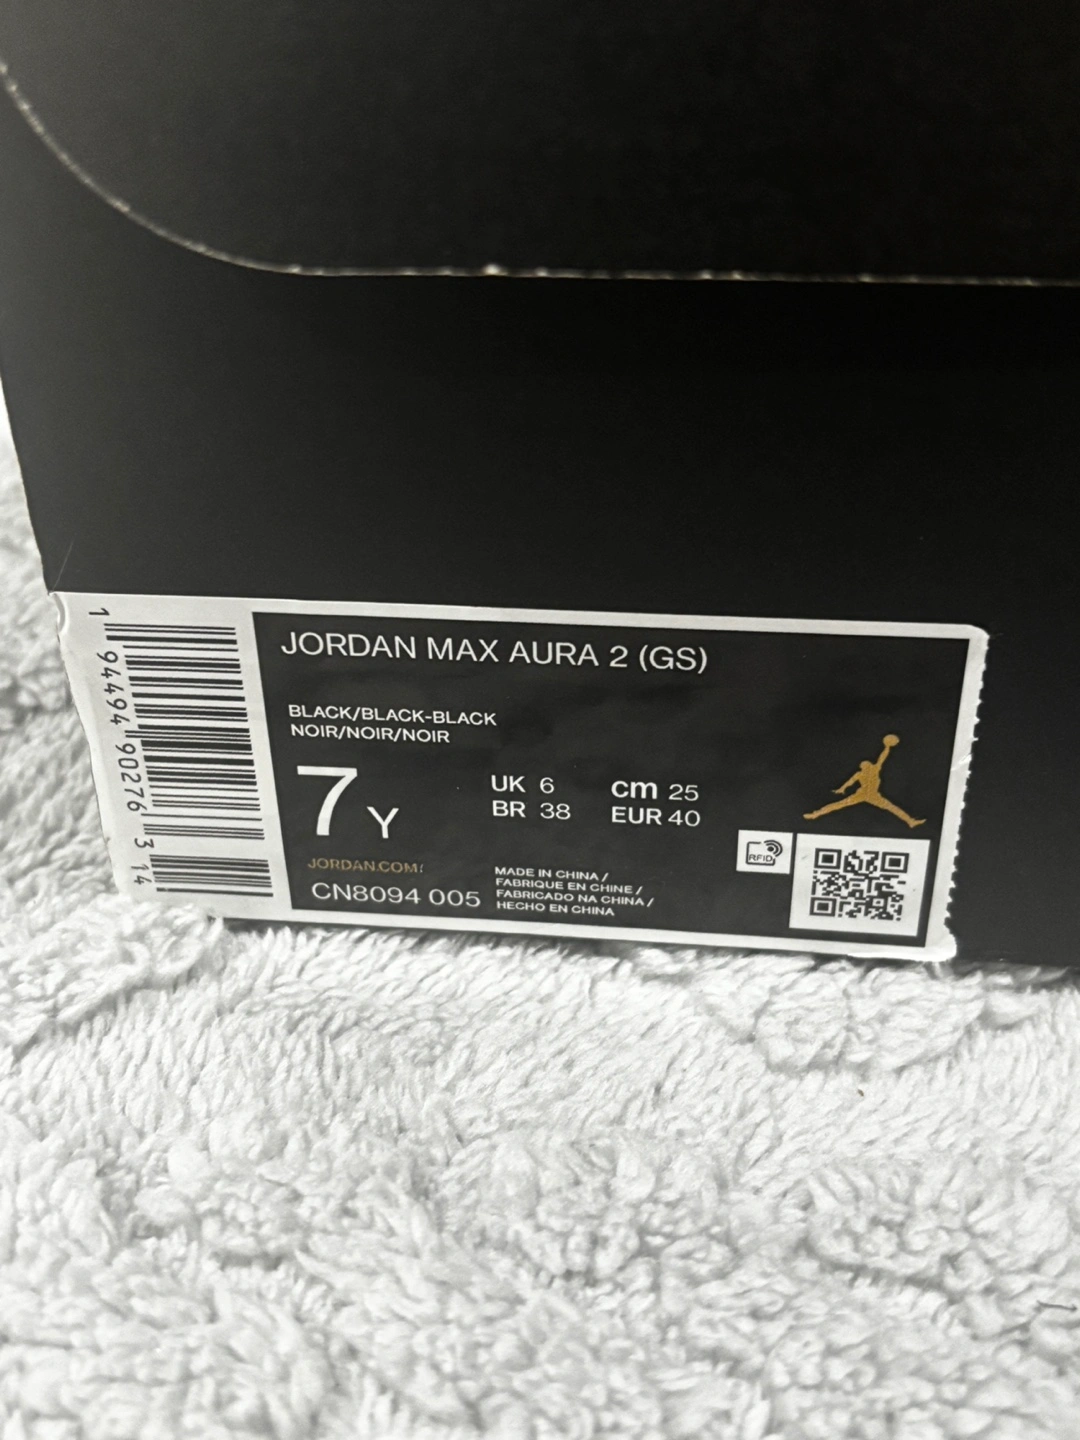 JORDAN MAX AURA 2 (GS)
BLACK/BLACK-BLACK
NOIR/NOIR/NOIR
7 Y
UK 6 cm 25
BR 38 EUR 40
JORDAN.COM/
CN8094 005
MADE IN CHINA /
FABRIQUE EN CHINE /
FABRICADO NA CHINA /
HECHO EN CHINA
RFID
1 94494 90276 3 14